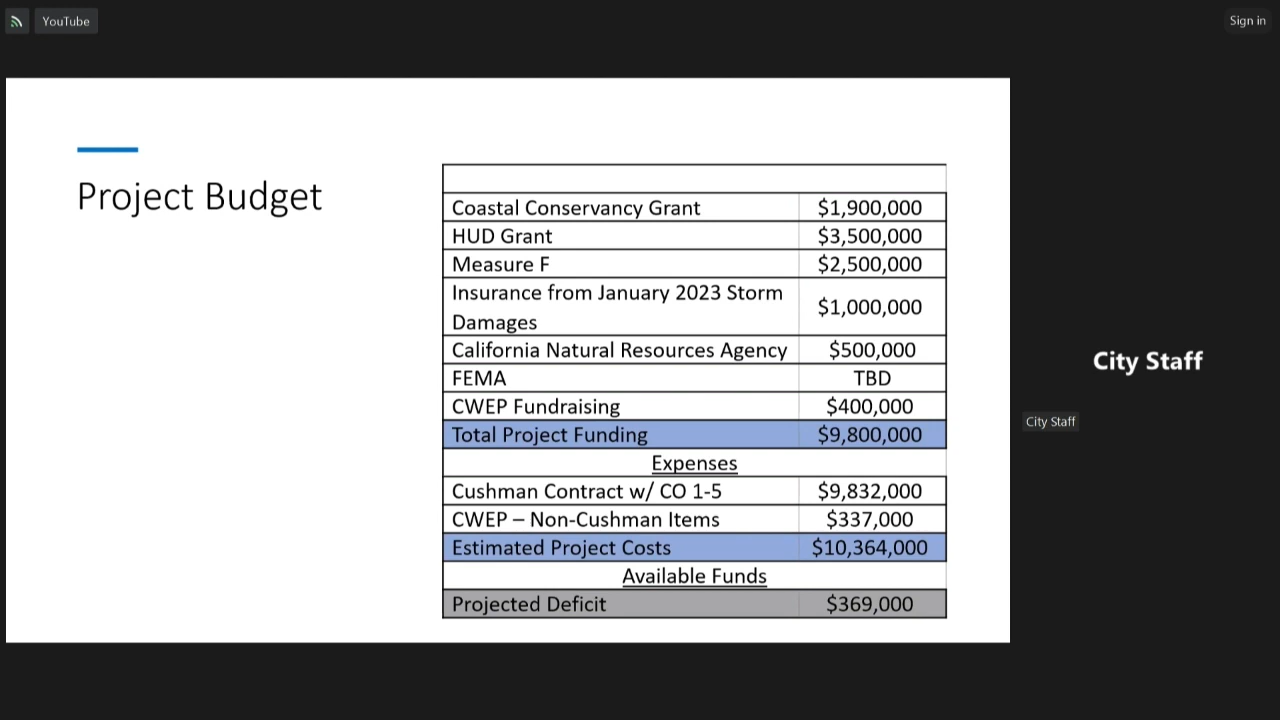 YouTube
Sign in
Project Budget
Coastal Conservancy Grant $1,900,000
HUD Grant $3,500,000
Measure F $2,500,000
Insurance from January 2023 Storm
Damages $1,000,000
California Natural Resources Agency $500,000
FEMA TBD
CWEP Fundraising $400,000
Total Project Funding $9,800,000
Expenses
Cushman Contract w/ CO 1-5 $9,832,000
CWEP – Non-Cushman Items $337,000
Estimated Project Costs $10,364,000
Available Funds
Projected Deficit $369,000
City Staff
City Staff